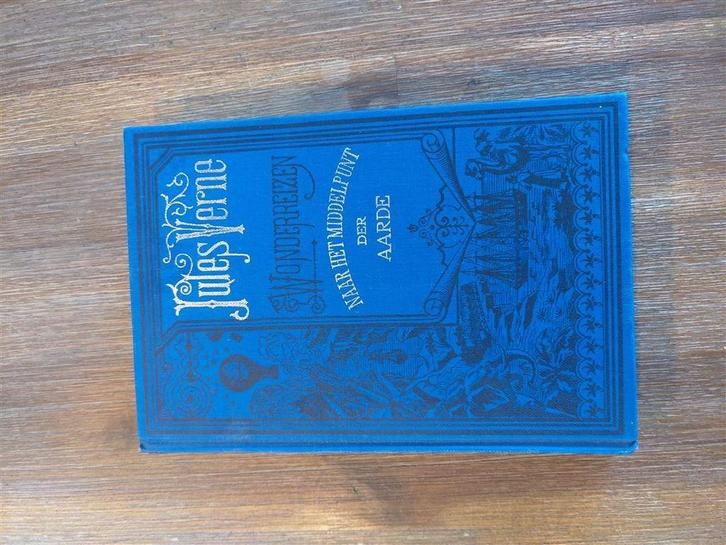 Jules Verne
Wonderreizen
NAAR HET MIDDELPUNT
DER
AARDE